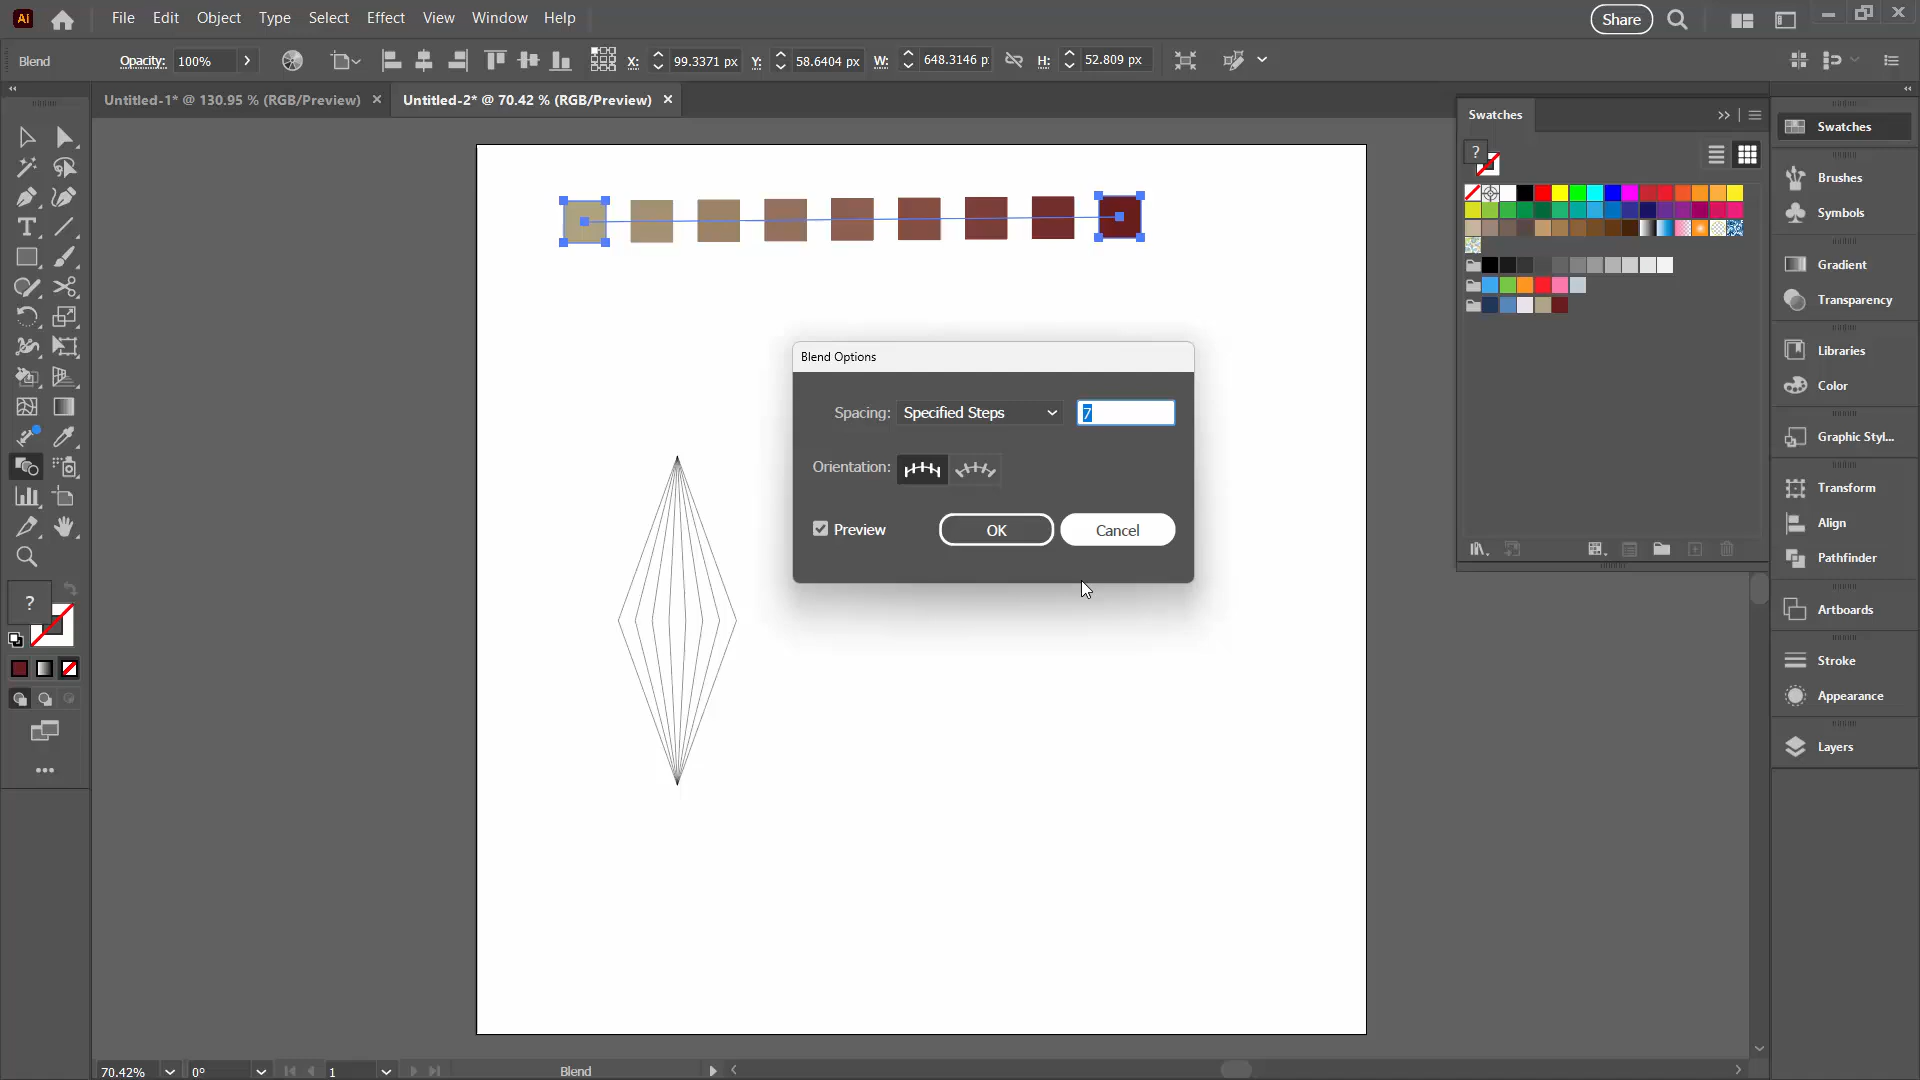 Ai File Edit Object Type Select Effect View Window Help Share
Blend Opacity: 100% X: 99.3371 px Y: 58.6404 px W: 648.3146 p H: 52.809 px
Untitled-1* @ 130.95 % (RGB/Preview) Untitled-2* @ 70.42 % (RGB/Preview)
Swatches
Swatches
?
Brushes
Symbols
Gradient
Transparency
Libraries
Color
Graphic Styl...
Transform
Align
Pathfinder
Artboards
Stroke
Appearance
Layers
Blend Options
Spacing: Specified Steps 7
Orientation:
Preview OK Cancel
?
70.42% 0° 1 Blend